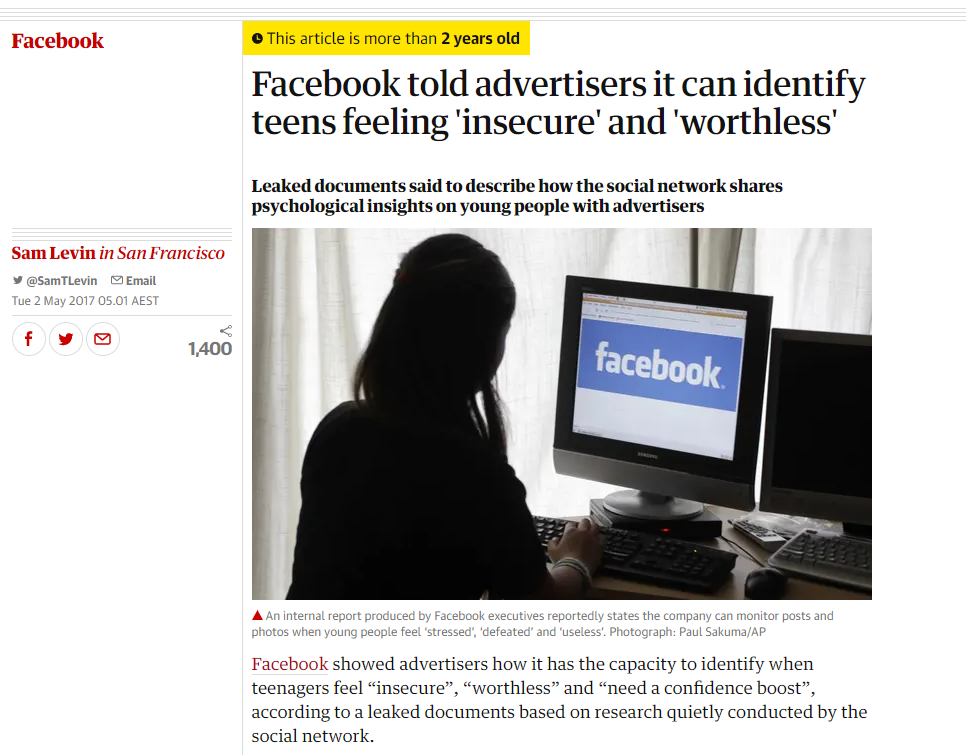 Facebook
This article is more than 2 years old
Facebook told advertisers it can identify
teens feeling 'insecure' and 'worthless'
Leaked documents said to describe how the social network shares
psychological insights on young people with advertisers
Sam Levin in San Francisco
@SamTLevin Email
Tue 2 May 2017 05.01 AEST
f
1,400
facebook
SAMSUNG
An internal report produced by Facebook executives reportedly states the company can monitor posts and
photos when young people feel 'stressed', 'defeated' and 'useless'. Photograph: Paul Sakuma/AP
Facebook showed advertisers how it has the capacity to identify when
teenagers feel “insecure”, “worthless” and “need a confidence boost”,
according to a leaked documents based on research quietly conducted by the
social network.